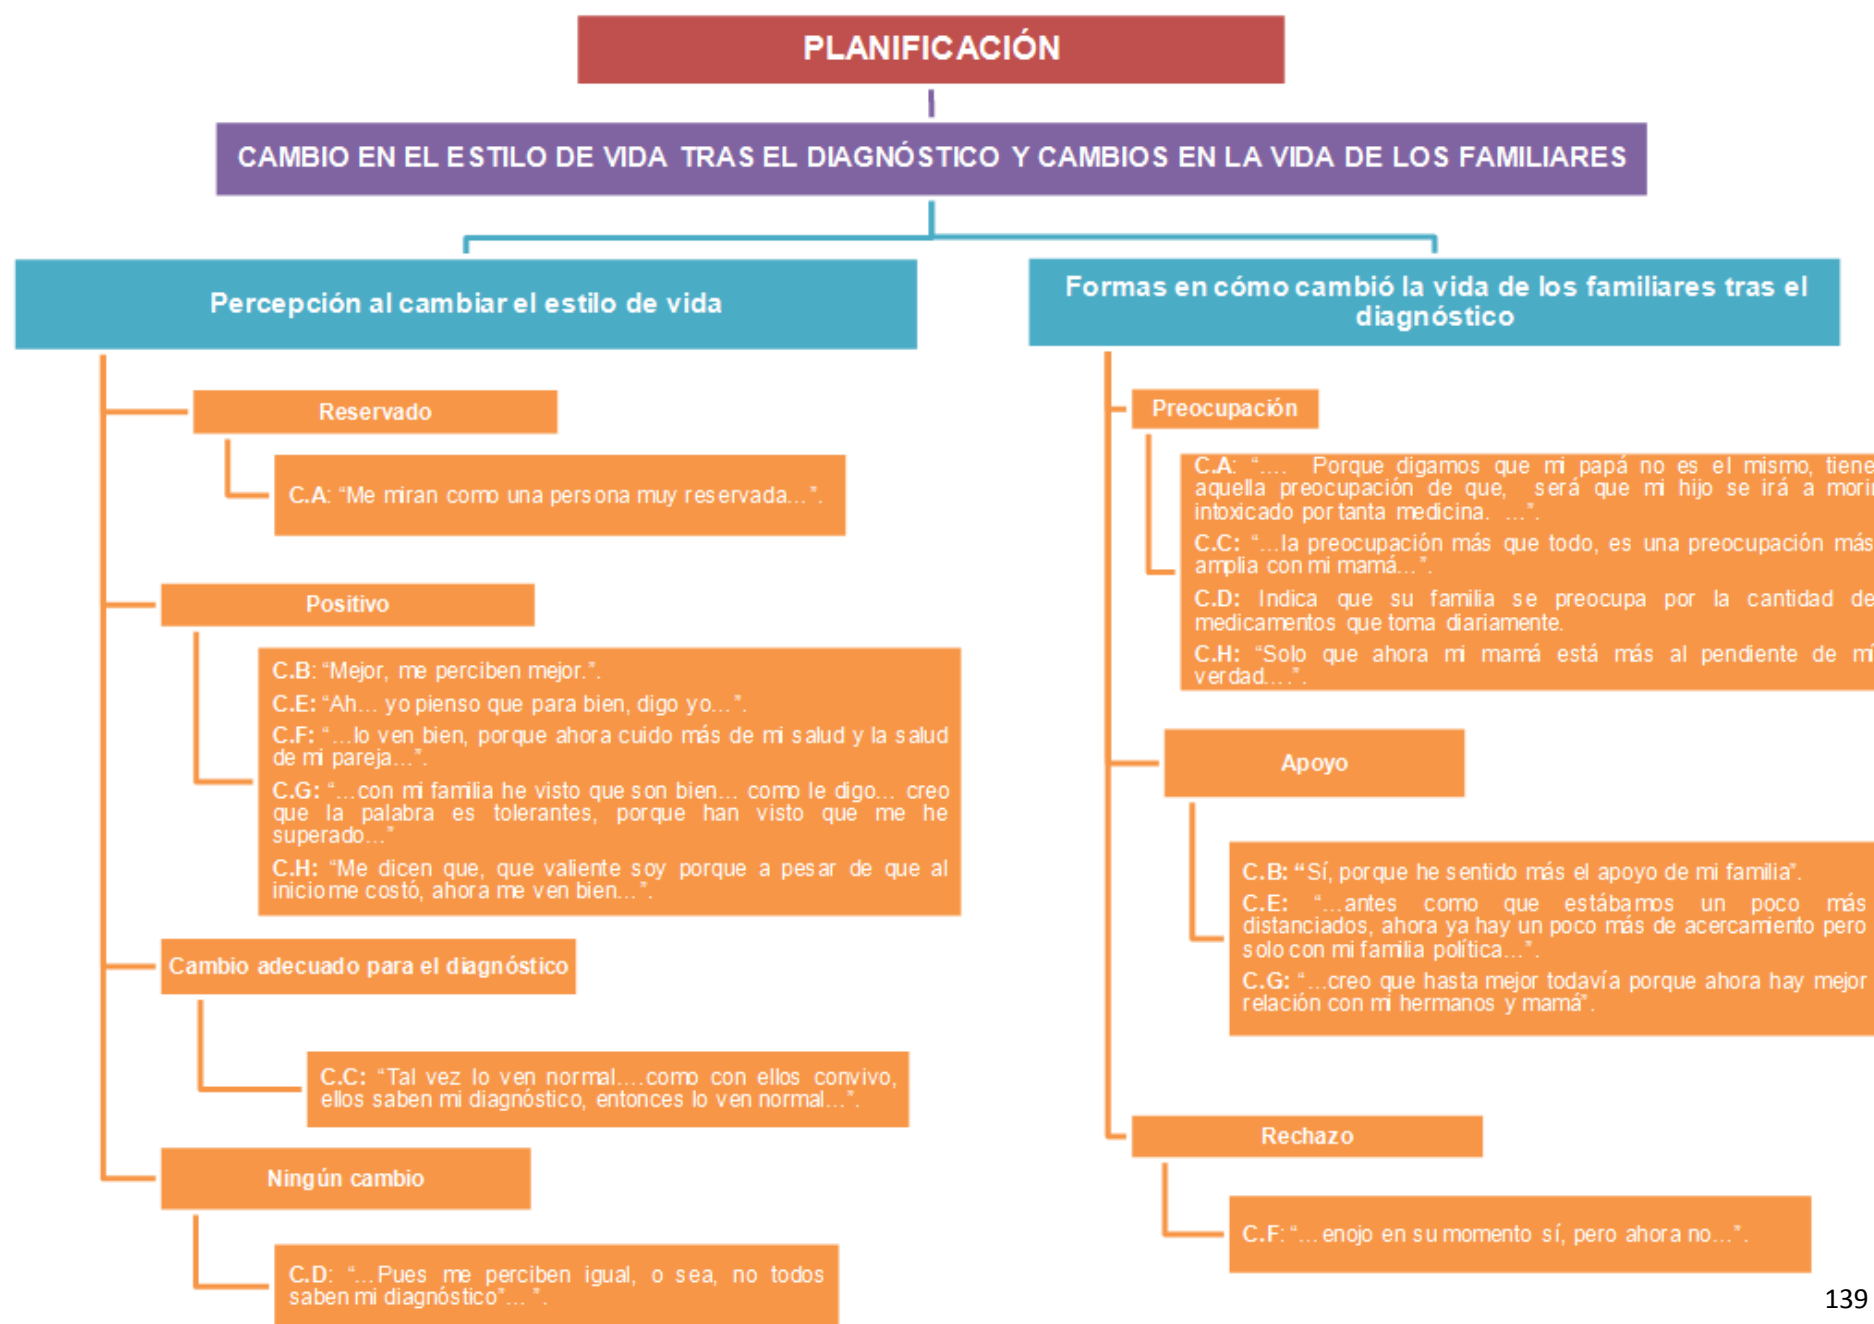 PLANIFICACIÓN
CAMBIO EN EL ESTILO DE VIDA TRAS EL DIAGNÓSTICO Y CAMBIOS EN LA VIDA DE LOS FAMILIARES
Percepción al cambiar el estilo de vida
Reservado
C.A: “Me miran como una persona muy reservada…”.
Positivo
C.B: “Mejor, me perciben mejor.”.
C.E: “Ah… yo pienso que para bien, digo yo…”.
C.F: “…lo ven bien, porque ahora cuido más de mi salud y la salud
de mi pareja…”.
C.G: “…con mi familia he visto que son bien… como le digo… creo
que la palabra es tolerantes, porque han visto que me he
superado…”
C.H: “Me dicen que, que valiente soy porque a pesar de que al
inicio me costó, ahora me ven bien…”.
Cambio adecuado para el diagnóstico
C.C: “Tal vez lo ven normal….como con ellos convivo,
ellos saben mi diagnóstico, entonces lo ven normal…”.
Ningún cambio
C.D: “…Pues me perciben igual, o sea, no todos
saben mi diagnóstico”… ”.
Formas en cómo cambió la vida de los familiares tras el
diagnóstico
Preocupación
C.A: “…. Porque digamos que mi papá no es el mismo, tiene
aquella preocupación de que, será que mi hijo se irá a morir
intoxicado por tanta medicina. …”.
C.C: “…la preocupación más que todo, es una preocupación más
amplia con mi mamá…”.
C.D: Indica que su familia se preocupa por la cantidad de
medicamentos que toma diariamente.
C.H: “Solo que ahora mi mamá está más al pendiente de mí
verdad….”.
Apoyo
C.B: “Sí, porque he sentido más el apoyo de mi familia”.
C.E: “…antes como que estábamos un poco más
distanciados, ahora ya hay un poco más de acercamiento pero
solo con mi familia política…”.
C.G: “…creo que hasta mejor todavía porque ahora hay mejor
relación con mi hermanos y mamá”.
Rechazo
C.F: “… enojo en su momento sí, pero ahora no…”.
139